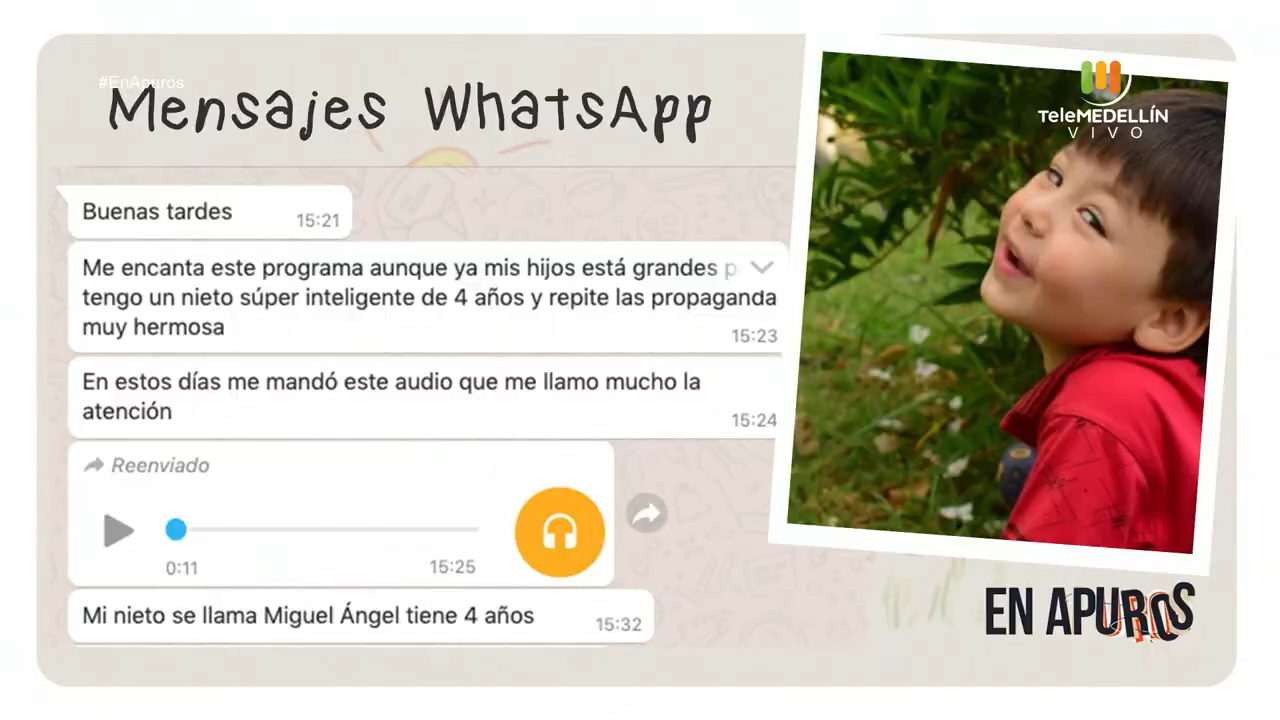 #EnApuros
Mensajes WhatsApp
TeleMEDELLÍN
VIVO
Buenas tardes
15:21
Me encanta este programa aunque ya mis hijos está grandes
tengo un nieto súper inteligente de 4 años y repite las propaganda
muy hermosa
15:23
En estos días me mandó este audio que me llamo mucho la
atención
15:24
Reenviado
0:11
15:25
Mi nieto se llama Miguel Ángel tiene 4 años
15:32
EN APUROS